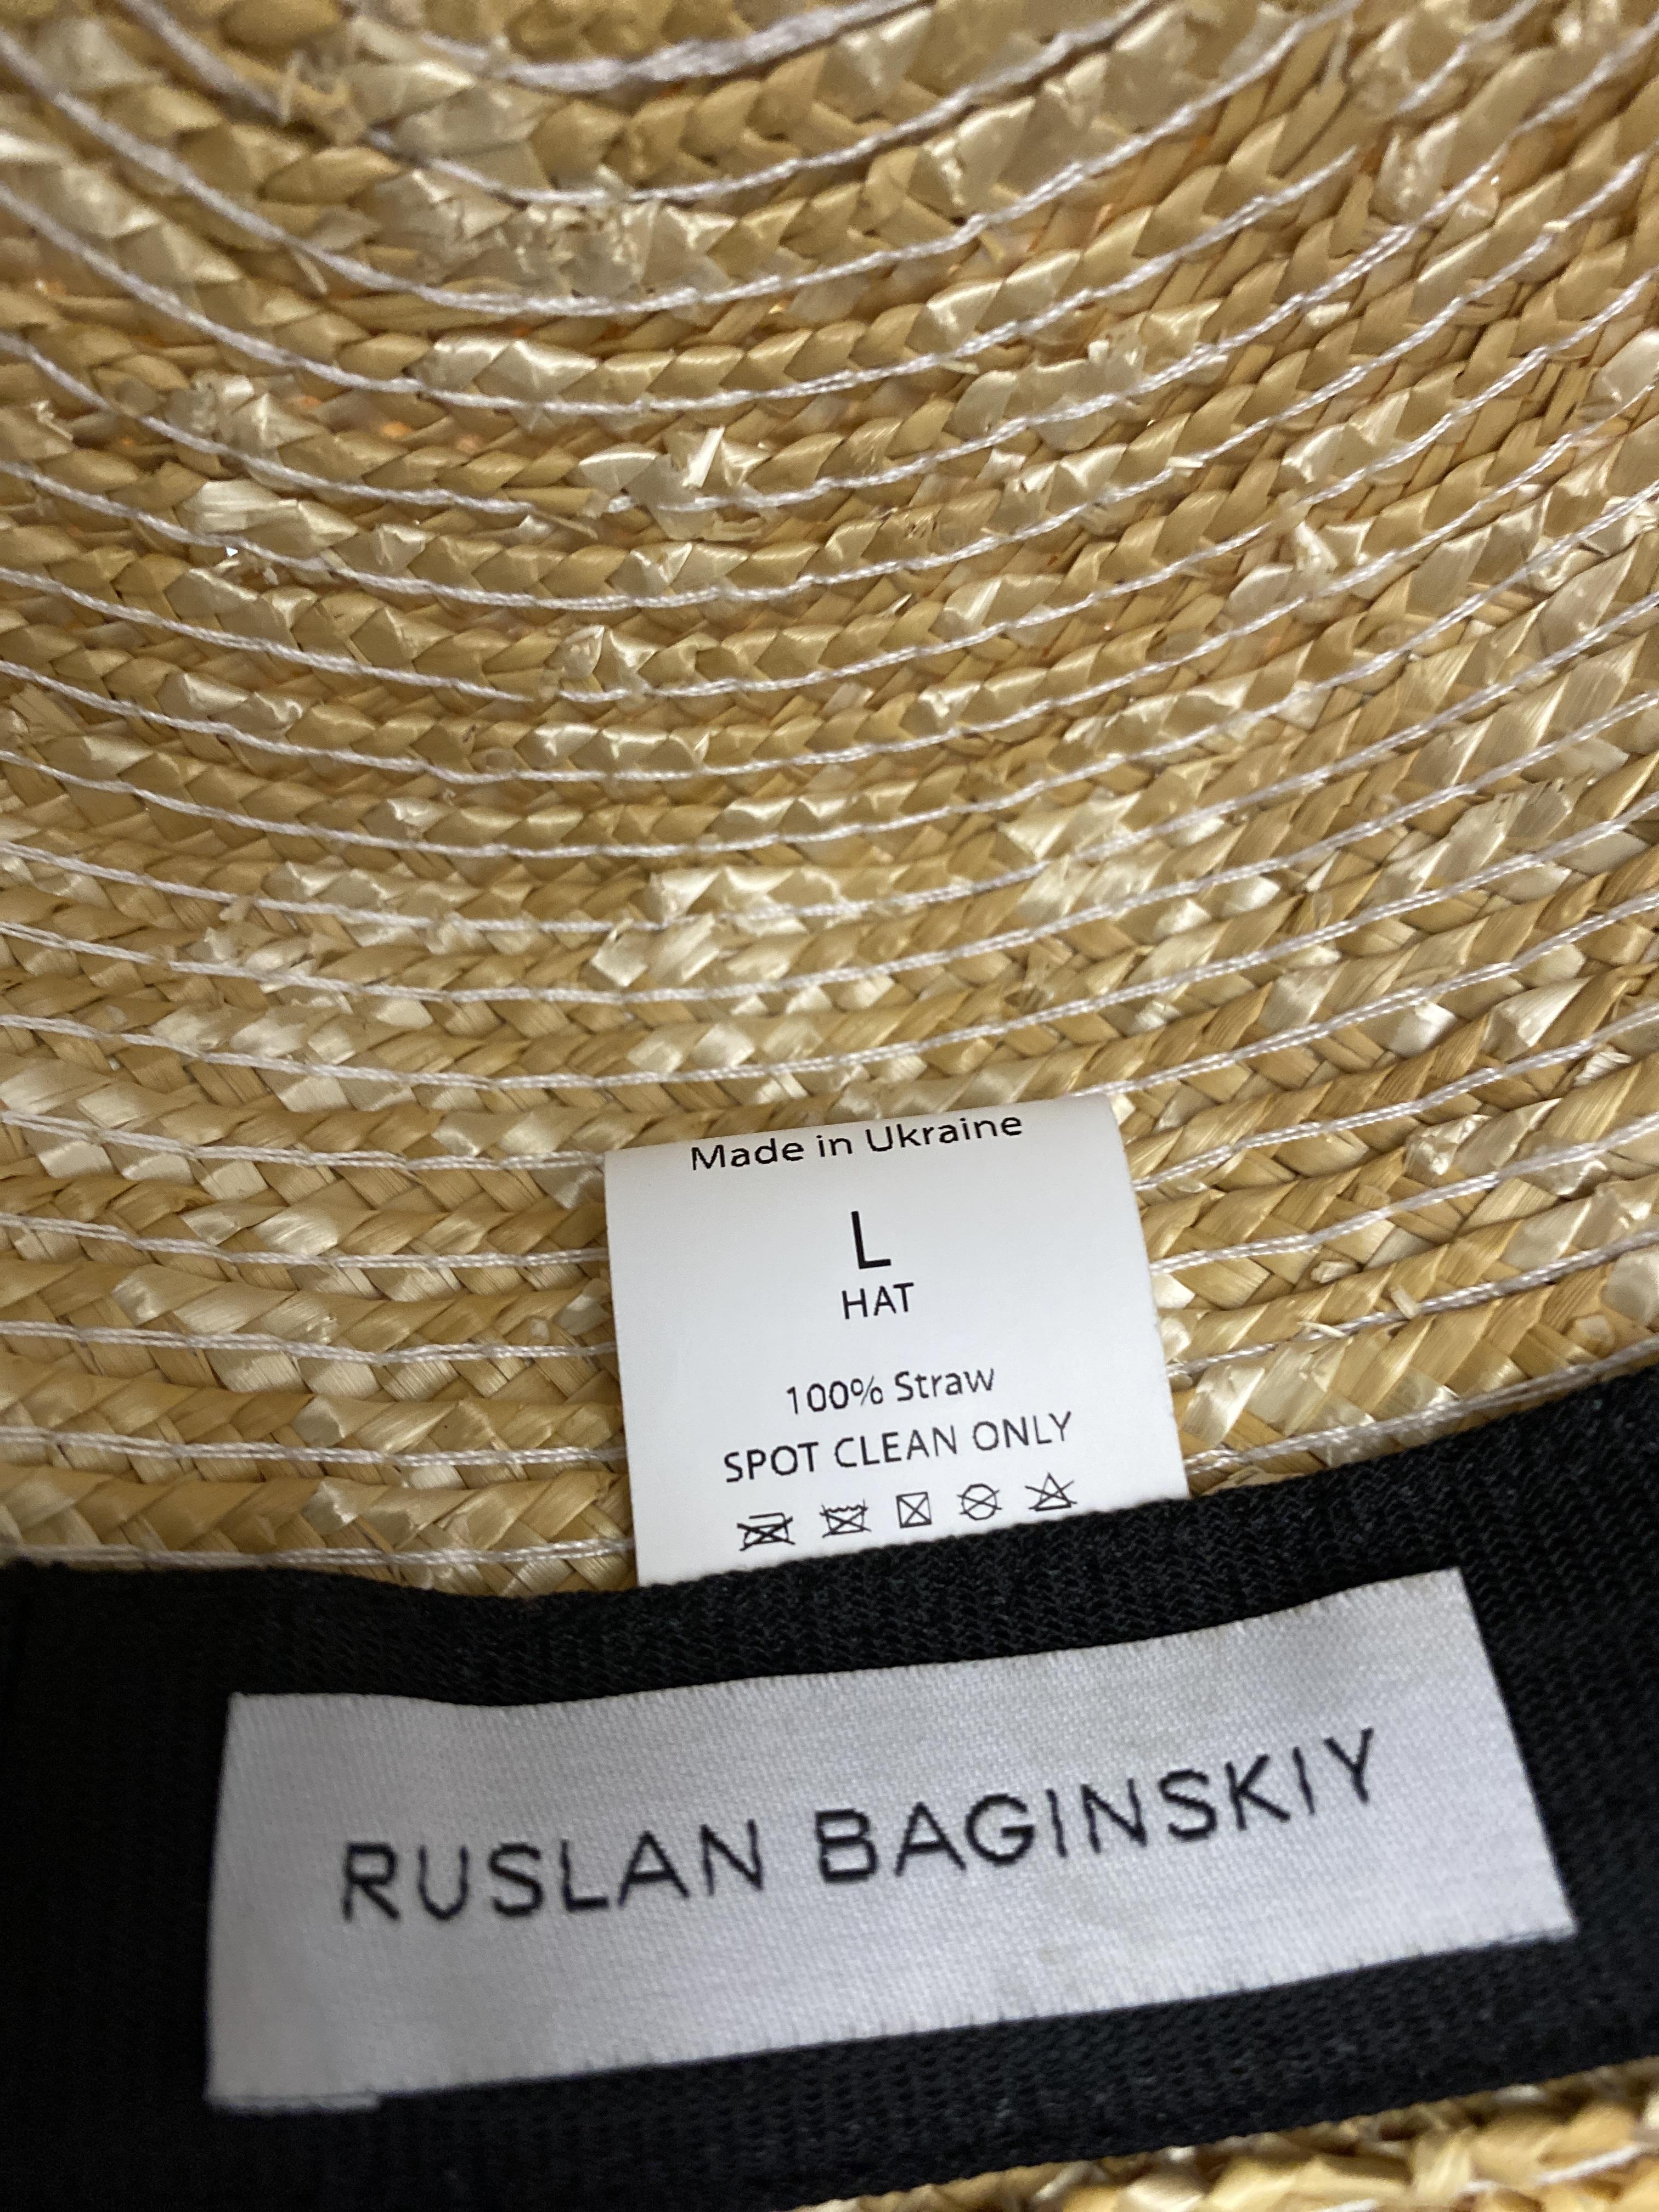 Made in Ukraine
L
HAT
100% Straw
SPOT CLEAN ONLY
RUSLAN BAGINSKIY